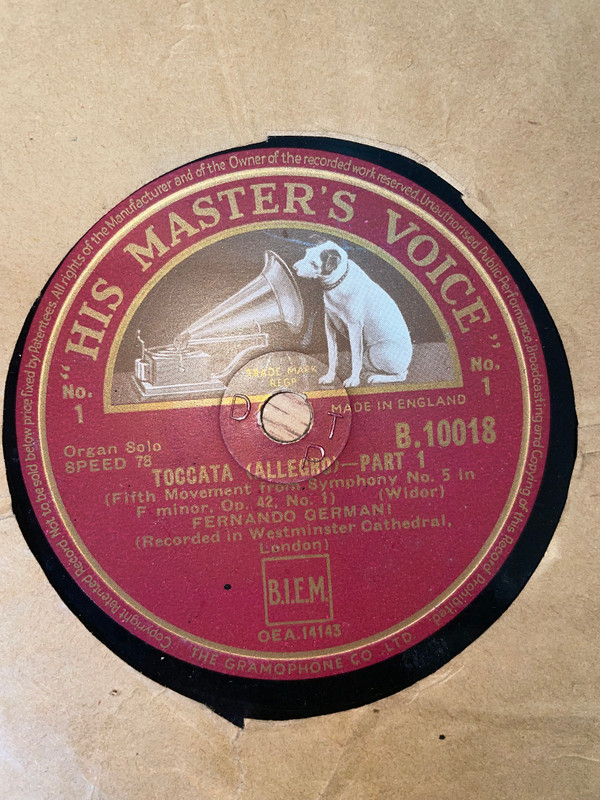 Copyright Patented Record Not to be sold below price fixed by Patentees. All rights of the Manufacturer and of the Owner of the recorded work reserved. Unauthorised Public Performance, Broadcasting and Copying of this Record Prohibited
"HIS MASTER'S VOICE"
TRADE MARK
REGD
No.
1
No.
1
D T
D
MADE IN ENGLAND
B.10018
Organ Solo
SPEED 78
TOCCATA (ALLEGRO)—PART 1
(Fifth Movement from Symphony No. 5 in
F minor, Op. 42, No. 1) (Widor)
FERNANDO GERMANI
(Recorded in Westminster Cathedral,
London)
B.I.E.M.
OEA.14143
THE GRAMOPHONE CO. LTD